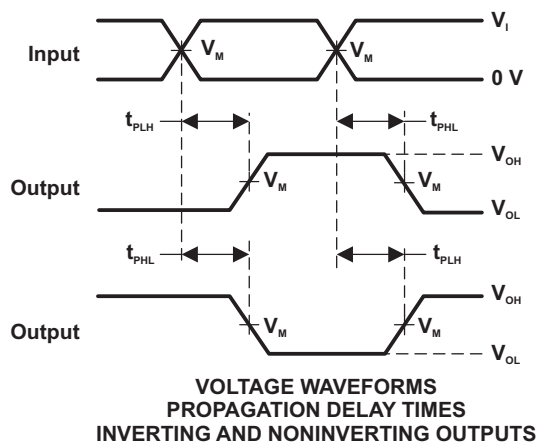 V_I
Input V_M V_M
0 V
t_PLH t_PHL
V_OH
Output V_M V_M
V_OL
t_PHL t_PLH
V_OH
Output V_M V_M
V_OL
VOLTAGE WAVEFORMS
PROPAGATION DELAY TIMES
INVERTING AND NONINVERTING OUTPUTS